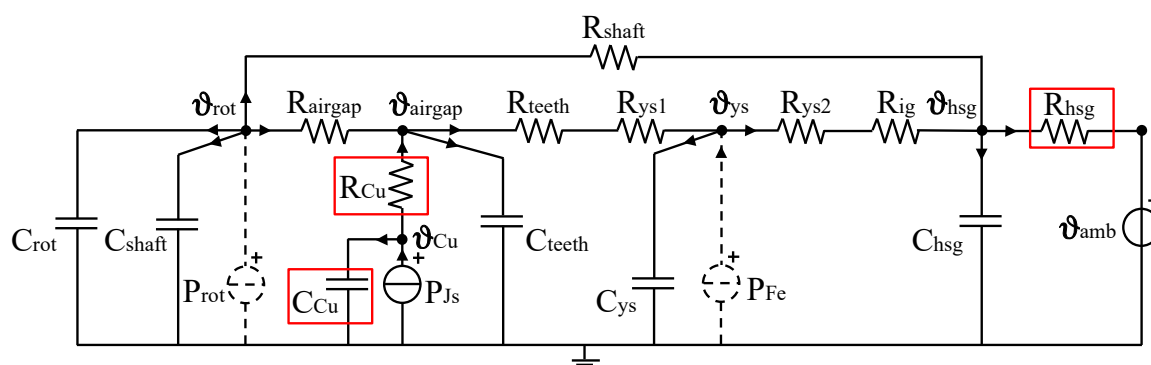 Rshaft
ϑrot
Rairgap
ϑairgap
Rteeth
Rys1
ϑys
Rys2
Rig
ϑhsg
Rhsg
RCu
ϑCu
Crot
Cshaft
Prot
+
CCu
+
PJs
Cteeth
Cys
+
PFe
Chsg
ϑamb
+